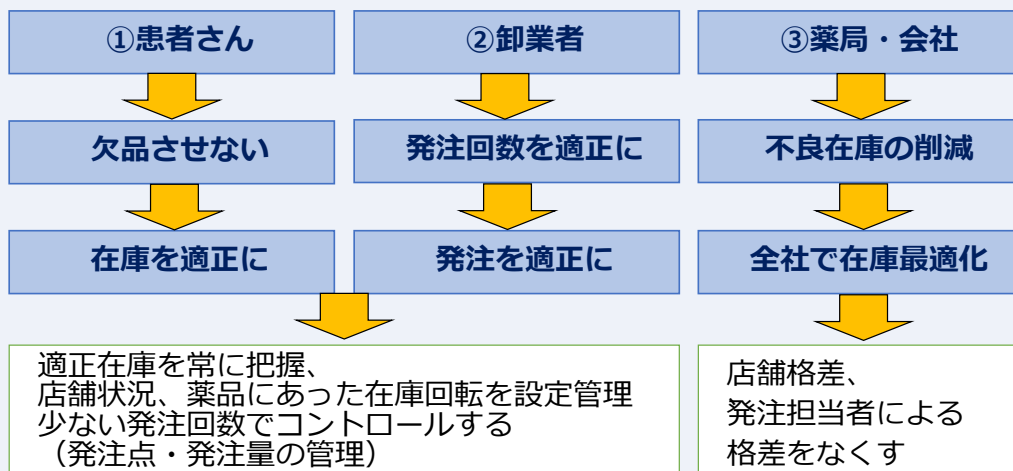 ①患者さん
②卸業者
③薬局・会社
欠品させない
発注回数を適正に
不良在庫の削減
在庫を適正に
発注を適正に
全社で在庫最適化
適正在庫を常に把握、
店舗状況、薬品にあった在庫回転を設定管理
少ない発注回数でコントロールする
（発注点・発注量の管理）
店舗格差、
発注担当者による
格差をなくす